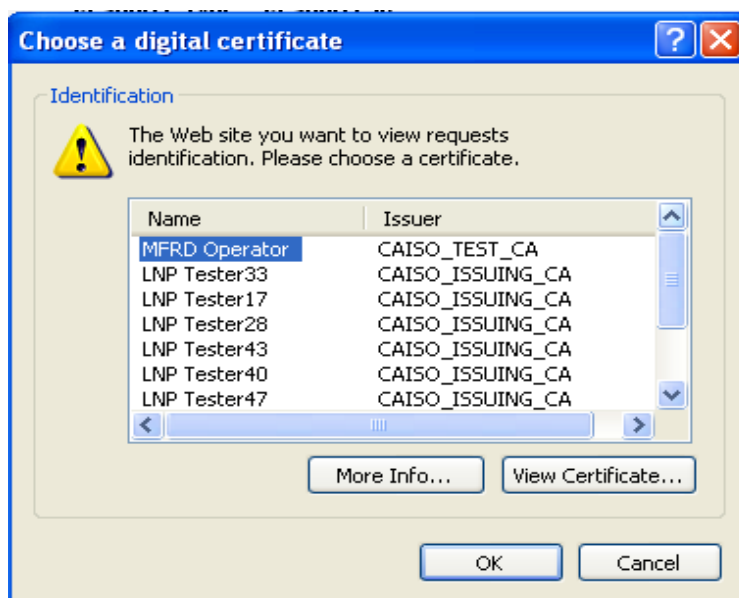 Choose a digital certificate
Identification
The Web site you want to view requests
identification. Please choose a certificate.
Name Issuer
MFRD Operator CAISO_TEST_CA
LNP Tester33 CAISO_ISSUING_CA
LNP Tester17 CAISO_ISSUING_CA
LNP Tester28 CAISO_ISSUING_CA
LNP Tester43 CAISO_ISSUING_CA
LNP Tester40 CAISO_ISSUING_CA
LNP Tester47 CAISO_ISSUING_CA
More Info... View Certificate...
OK Cancel